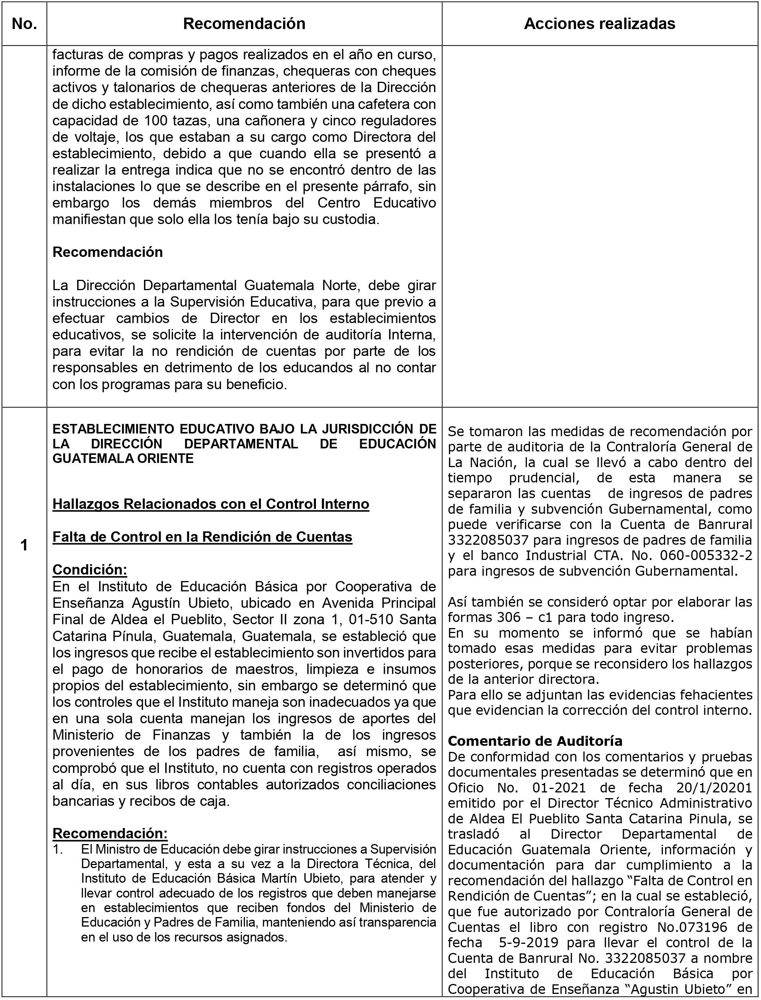 No.
Recomendación
Acciones realizadas
facturas de compras y pagos realizados en el año en curso,
informe de la comisión de finanzas, chequeras con cheques
activos y talonarios de chequeras anteriores de la Dirección
de dicho establecimiento, así como también una cafetera con
capacidad de 100 tazas, una cañonera y cinco reguladores
de voltaje, los que estaban a su cargo como Directora del
establecimiento, debido a que cuando ella se presentó a
realizar la entrega indica que no se encontró dentro de las
instalaciones lo que se describe en el presente párrafo, sin
embargo los demás miembros del Centro Educativo
manifiestan que solo ella los tenía bajo su custodia.
Recomendación
La Dirección Departamental Guatemala Norte, debe girar
instrucciones a la Supervisión Educativa, para que previo a
efectuar cambios de Director en los establecimientos
educativos, se solicite la intervención de auditoría Interna,
para evitar la no rendición de cuentas por parte de los
responsables en detrimento de los educandos al no contar
con los programas para su beneficio.
1
ESTABLECIMIENTO EDUCATIVO BAJO LA JURISDICCIÓN DE
LA DIRECCIÓN DEPARTAMENTAL DE EDUCACIÓN
GUATEMALA ORIENTE
Hallazgos Relacionados con el Control Interno
Falta de Control en la Rendición de Cuentas
Condición:
En el Instituto de Educación Básica por Cooperativa de
Enseñanza Agustín Ubieto, ubicado en Avenida Principal
Final de Aldea el Pueblito, Sector II zona 1, 01-510 Santa
Catarina Pínula, Guatemala, Guatemala, se estableció que
los ingresos que recibe el establecimiento son invertidos para
el pago de honorarios de maestros, limpieza e insumos
propios del establecimiento, sin embargo se determinó que
los controles que el Instituto maneja son inadecuados ya que
en una sola cuenta manejan los ingresos de aportes del
Ministerio de Finanzas y también la de los ingresos
provenientes de los padres de familia, así mismo, se
comprobó que el Instituto, no cuenta con registros operados
al día, en sus libros contables autorizados conciliaciones
bancarias y recibos de caja.
Recomendación:
1. El Ministro de Educación debe girar instrucciones a Supervisión
Departamental, y esta a su vez a la Directora Técnica, del
Instituto de Educación Básica Martín Ubieto, para atender y
llevar control adecuado de los registros que deben manejarse
en establecimientos que reciben fondos del Ministerio de
Educación y Padres de Familia, manteniendo así transparencia
en el uso de los recursos asignados.
Se tomaron las medidas de recomendación por
parte de auditoria de la Contraloría General de
La Nación, la cual se llevó a cabo dentro del
tiempo prudencial, de esta manera se
separaron las cuentas de ingresos de padres
de familia y subvención Gubernamental, como
puede verificarse con la Cuenta de Banrural
3322085037 para ingresos de padres de familia
y el banco Industrial CTA. No. 060-005332-2
para ingresos de subvención Gubernamental.
Así también se consideró optar por elaborar las
formas 306 – c1 para todo ingreso.
En su momento se informó que se habían
tomado esas medidas para evitar problemas
posteriores, porque se reconsidero los hallazgos
de la anterior directora.
Para ello se adjuntan las evidencias fehacientes
que evidencian la corrección del control interno.
Comentario de Auditoría
De conformidad con los comentarios y pruebas
documentales presentadas se determinó que en
Oficio No. 01-2021 de fecha 20/1/20201
emitido por el Director Técnico Administrativo
de Aldea El Pueblito Santa Catarina Pinula, se
trasladó al Director Departamental de
Educación Guatemala Oriente, información y
documentación para dar cumplimiento a la
recomendación del hallazgo “Falta de Control en
Rendición de Cuentas”; en la cual se estableció,
que fue autorizado por Contraloría General de
Cuentas el libro con registro No.073196 de
fecha 5-9-2019 para llevar el control de la
Cuenta de Banrural No. 3322085037 a nombre
del Instituto de Educación Básica por
Cooperativa de Enseñanza “Agustin Ubieto” en